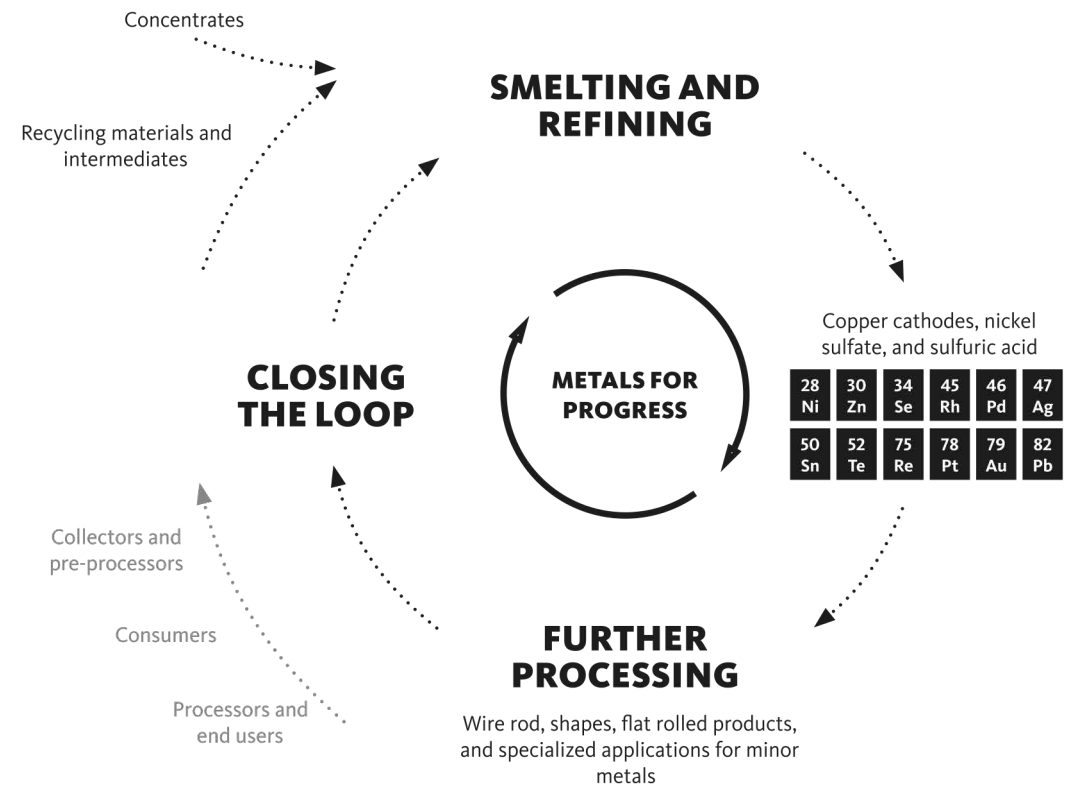 Concentrates
SMELTING AND
REFINING
Recycling materials and
intermediates
Copper cathodes, nickel
sulfate, and sulfuric acid
28 30 34 45 46 47
Ni Zn Se Rh Pd Ag
50 52 75 78 79 82
Sn Te Re Pt Au Pb
CLOSING
THE LOOP
METALS FOR
PROGRESS
Collectors and
pre-processors
Consumers
Processors and
end users
FURTHER
PROCESSING
Wire rod, shapes, flat rolled products,
and specialized applications for minor
metals